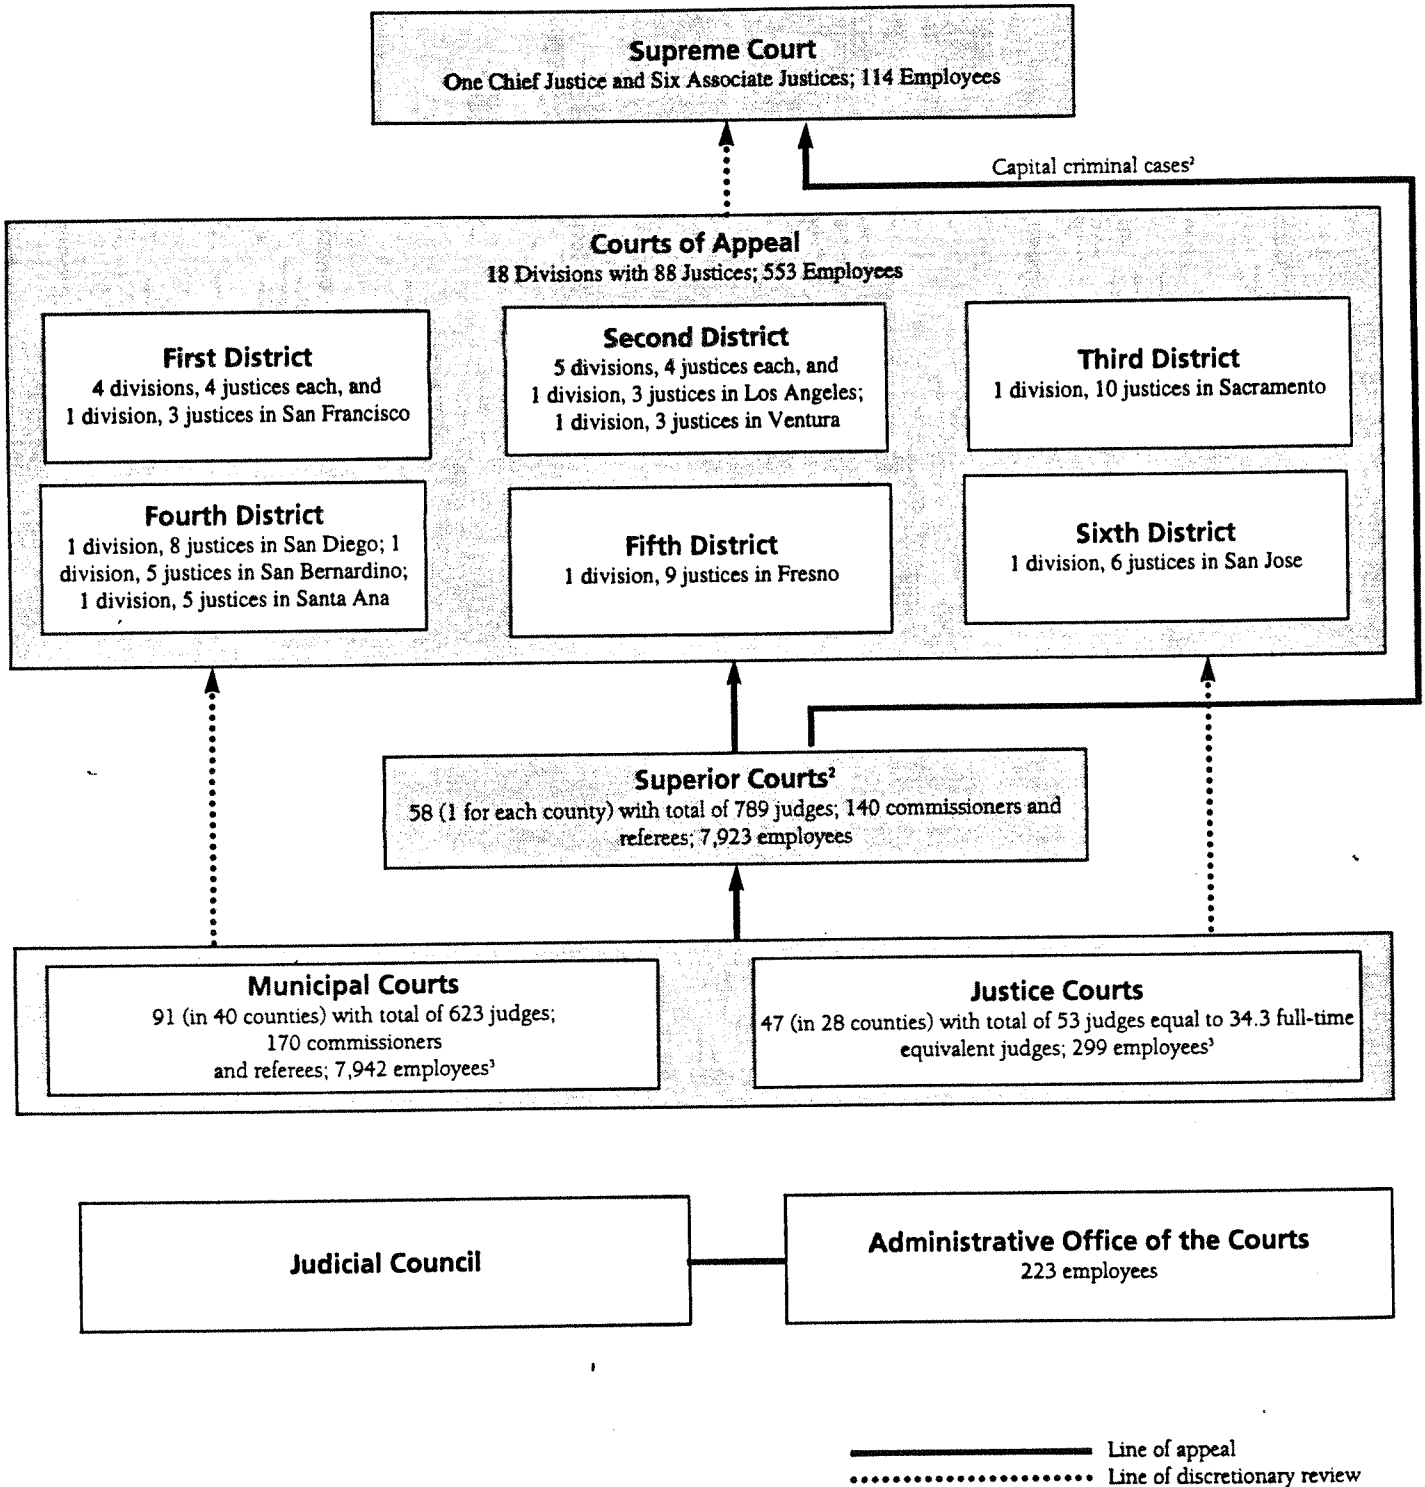 Supreme Court
One Chief Justice and Six Associate Justices; 114 Employees
Capital criminal cases²
Courts of Appeal
18 Divisions with 88 Justices; 553 Employees
First District
4 divisions, 4 justices each, and
1 division, 3 justices in San Francisco
Second District
5 divisions, 4 justices each, and
1 division, 3 justices in Los Angeles;
1 division, 3 justices in Ventura
Third District
1 division, 10 justices in Sacramento
Fourth District
1 division, 8 justices in San Diego; 1
division, 5 justices in San Bernardino;
1 division, 5 justices in Santa Ana
Fifth District
1 division, 9 justices in Fresno
Sixth District
1 division, 6 justices in San Jose
Superior Courts²
58 (1 for each county) with total of 789 judges; 140 commissioners and
referees; 7,923 employees
Municipal Courts
91 (in 40 counties) with total of 623 judges;
170 commissioners
and referees; 7,942 employees³
Justice Courts
47 (in 28 counties) with total of 53 judges equal to 34.3 full-time
equivalent judges; 299 employees³
Judicial Council
Administrative Office of the Courts
223 employees
Line of appeal
Line of discretionary review